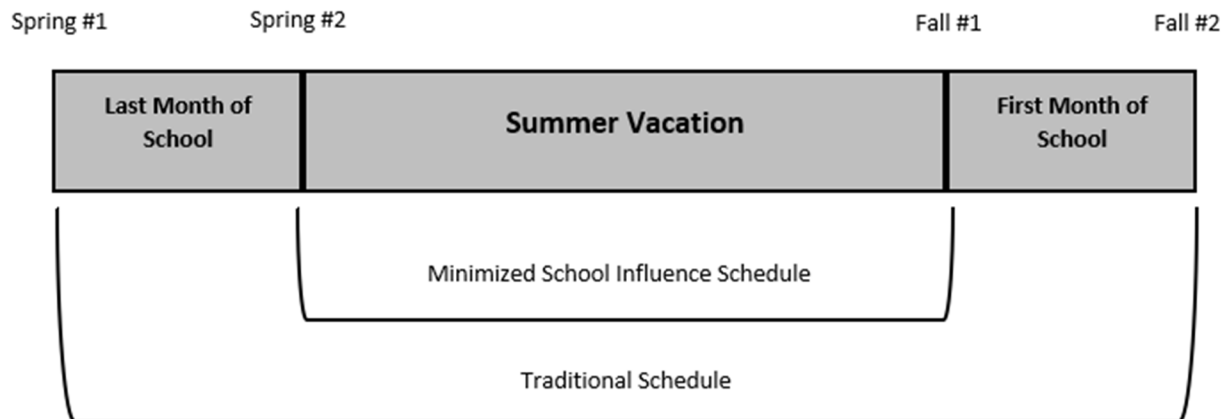 Spring #1
Spring #2
Fall #1
Fall #2
Last Month of
School
Summer Vacation
First Month of
School
Minimized School Influence Schedule
Traditional Schedule